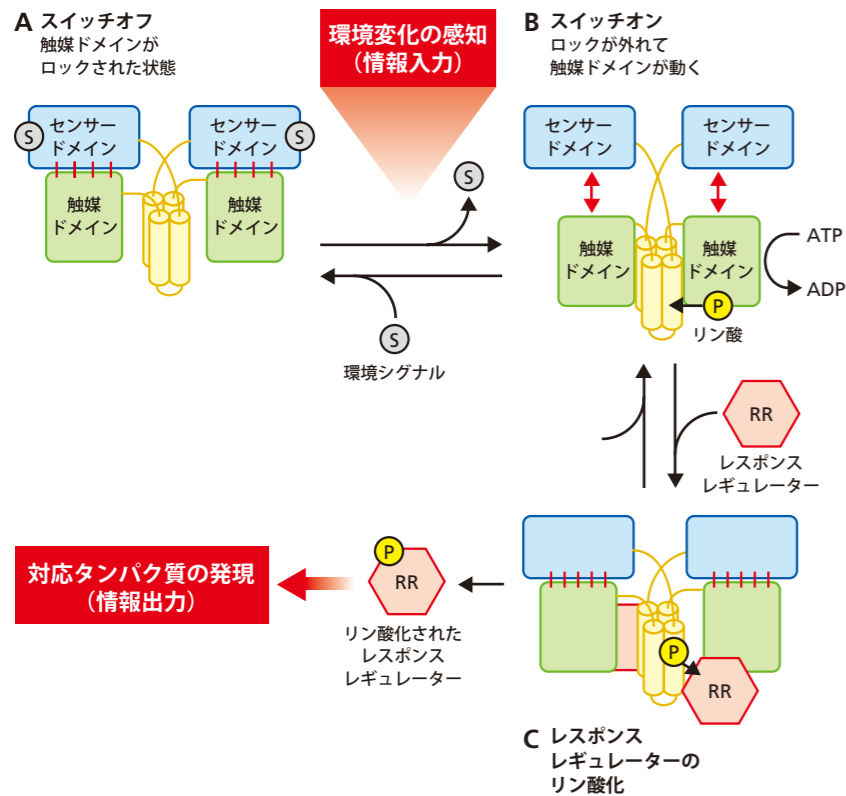 A スイッチオフ
触媒ドメインが
ロックされた状態
環境変化の感知
（情報入力）
B スイッチオン
ロックが外れて
触媒ドメインが動く
S
センサー
ドメイン
センサー
ドメイン
S
触媒
ドメイン
触媒
ドメイン
S
S
環境シグナル
センサー
ドメイン
センサー
ドメイン
触媒
ドメイン
触媒
ドメイン
ATP
ADP
P
リン酸
RR
レスポンス
レギュレーター
対応タンパク質の発現
（情報出力）
P
RR
リン酸化された
レスポンス
レギュレーター
P
RR
C レスポンス
レギュレーターの
リン酸化